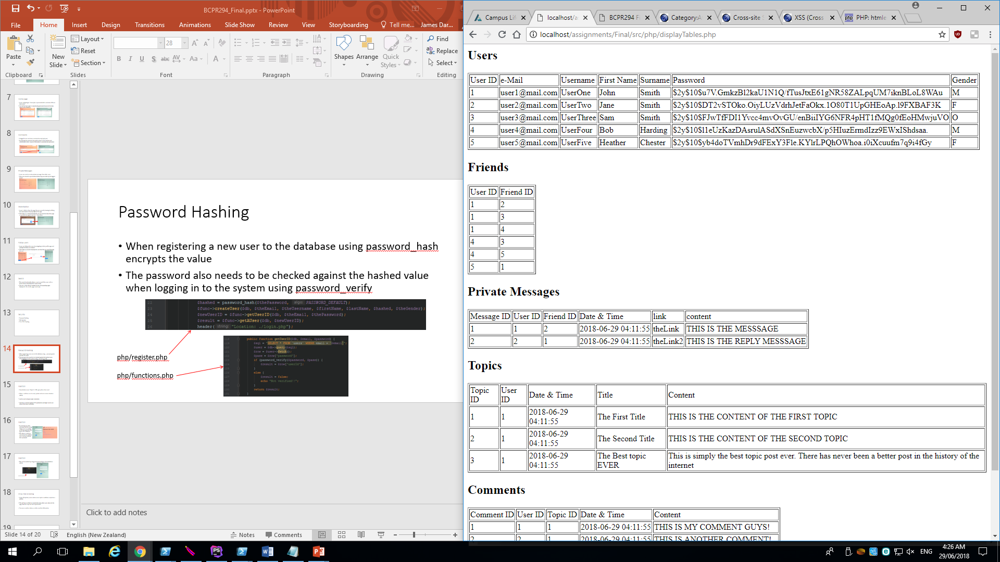 BCPR294_Final.pptx - PowerPoint
File Home Insert Design Transitions Animations Slide Show Review View Storyboarding Tell me... James Dar...
Paste
New Slide
Layout
Reset
Section
28
Shapes Arrange Quick Styles
Find
Replace
Select
Clipboard Slides Font Paragraph Drawing Editing
7
8
9
10
11
12
13
14
15
16
17
18
19
Password Hashing
• When registering a new user to the database using password_hash
encrypts the value
• The password also needs to be checked against the hashed value
when logging in to the system using password_verify
22 $hashed = password_hash($thePassword, algo: PASSWORD_DEFAULT);
23 $func->createUser($db, $theEmail, $theUsername, $firstName, $lastName, $hashed, $theGender);
24 $newUserID = $func->getUserID($db, $theEmail, $thePassword);
25 $result = $func->getAUser($db, $newUserID);
26 header( string: "Location: ./login.php");
php/register.php
public function getUserID($db, $email, $password) {
$user = $db->query($sql);
$row = $user->fetch();
$pass = $row['password'];
if (password_verify($password, $pass)) {
$result = $row['userID'];
}
else {
$result = false;
echo "Not verified!!";
}
return $result;
php/functions.php
Click to add notes
Slide 14 of 20 English (New Zealand) Notes Comments
Campus Lif localhost/a BCPR294 F Category:A Cross-site S XSS (Cross PHP: htmle
localhost/assignments/Final/src/php/displayTables.php
Users
User ID e-Mail Username First Name Surname Password Gender
1 user1@mail.com UserOne John Smith $2y$10$u7V.GmkzBl2kaU1N1Q/fTusJtxE61gNR58ZALpqUM7iknBLoL8WAu M
2 user2@mail.com UserTwo Jane Smith $2y$10$DT2vSTOko.OiyLUzVdrhJetFaOkx.1O80T1UpGHEoAp.l9FXBAF3K F
3 user3@mail.com UserThree Sam Smith $2y$10$FJwTfFDI1Yvcc4mvOvGU/enBiiIYG6NFR4pHT1fMQg0fEoHMwjuVO O
4 user4@mail.com UserFour Bob Harding $2y$10$l1eUzKazDAsrulASdXSnEuzwcbX/p5HIuzErmdIzz9EWxIShdsaa. M
5 user5@mail.com UserFive Heather Chester $2y$10$yb4doTVmhDr9dFExY3Fle.KYlrLPQhOWhoa.i0iXcuufm7q9i4fGy F
Friends
User ID Friend ID
1 2
1 3
1 4
4 3
4 5
5 1
Private Messages
Message ID User ID Friend ID Date & Time link content
1 1 2 2018-06-29 04:11:55 theLink THIS IS THE MESSSAGE
2 2 1 2018-06-29 04:11:55 theLink2 THIS IS THE REPLY MESSSAGE
Topics
Topic ID User ID Date & Time Title Content
1 1 2018-06-29 04:11:55 The First Title THIS IS THE CONTENT OF THE FIRST TOPIC
2 1 2018-06-29 04:11:55 The Second Title THIS IS THE CONTENT OF THE SECOND TOPIC
3 1 2018-06-29 04:11:55 The Best topic EVER This is simply the best topic post ever. There has never been a better post in the history of the internet
Comments
Comment ID User ID Topic ID Date & Time Content
1 1 1 2018-06-29 04:11:55 THIS IS MY COMMENT GUYS!
2 2 1 2018-06-29 04:11:55 THIS IS ANOTHER COMMENT!
ENG
4:26 AM
29/06/2018